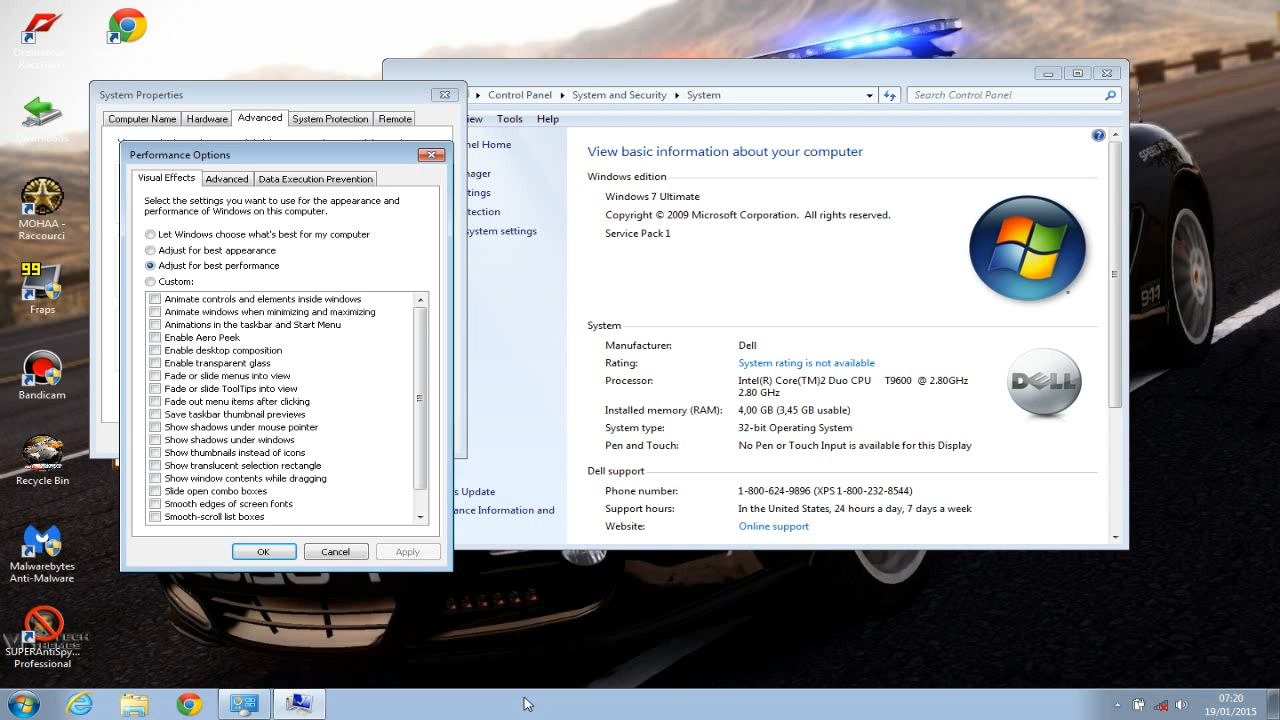 System Properties
Computer Name
Hardware
Advanced
System Protection
Remote
Performance Options
Visual Effects
Advanced
Data Execution Prevention
Select the settings you want to use for the appearance and
performance of Windows on this computer.
Let Windows choose what's best for my computer
Adjust for best appearance
Adjust for best performance
Custom:
Animate controls and elements inside windows
Animate windows when minimizing and maximizing
Animations in the taskbar and Start Menu
Enable Aero Peek
Enable desktop composition
Enable transparent glass
Fade or slide menus into view
Fade or slide ToolTips into view
Fade out menu items after clicking
Save taskbar thumbnail previews
Show shadows under mouse pointer
Show shadows under windows
Show thumbnails instead of icons
Show translucent selection rectangle
Show window contents while dragging
Slide open combo boxes
Smooth edges of screen fonts
Smooth-scroll list boxes
OK
Cancel
Apply
Control Panel
System and Security
System
Search Control Panel
ew
Tools
Help
nel Home
nager
ttings
tection
system settings
s Update
ance Information and
View basic information about your computer
Windows edition
Windows 7 Ultimate
Copyright © 2009 Microsoft Corporation. All rights reserved.
Service Pack 1
System
Manufacturer: Dell
Rating: System rating is not available
Processor: Intel(R) Core(TM)2 Duo CPU T9600 @ 2.80GHz
2.80 GHz
Installed memory (RAM): 4,00 GB (3,45 GB usable)
System type: 32-bit Operating System
Pen and Touch: No Pen or Touch Input is available for this Display
DELL
Dell support
Phone number: 1-800-624-9896 (XPS 1-800-232-8544)
Support hours: In the United States, 24 hours a day, 7 days a week
Website: Online support
MOHAA -
Raccourci
99
Fraps
Bandicam
Recycle Bin
Malwarebytes
Anti-Malware
SUPERAntiSpy...
Professional
911
07:20
19/01/2015